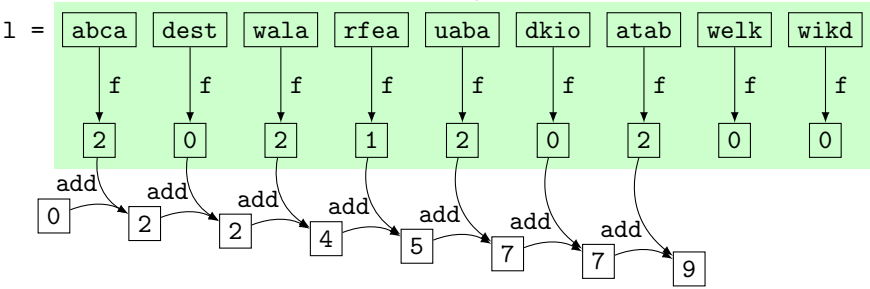 l = abca dest wala rfea uaba dkio atab welk wikd
f f f f f f f f f
2 0 2 1 2 0 2 0 0
add add add add add add add
0 2 2 4 5 7 7 9